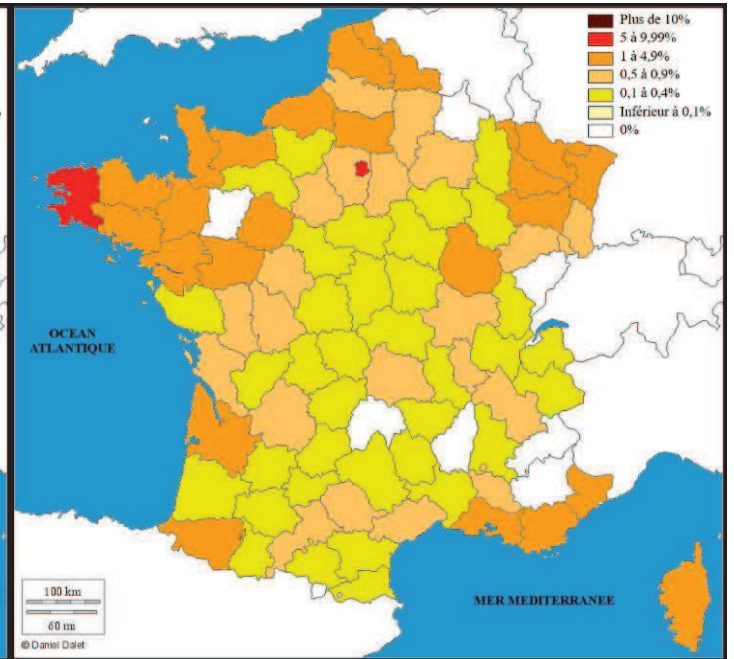 Plus de 10%
5 à 9,99%
1 à 4,9%
0,5 à 0,9%
0,1 à 0,4%
Inférieur à 0,1%
0%
OCEAN
ATLANTIQUE
100 km
60 mi
MER MEDITERRANEE
© Daniel Dalet